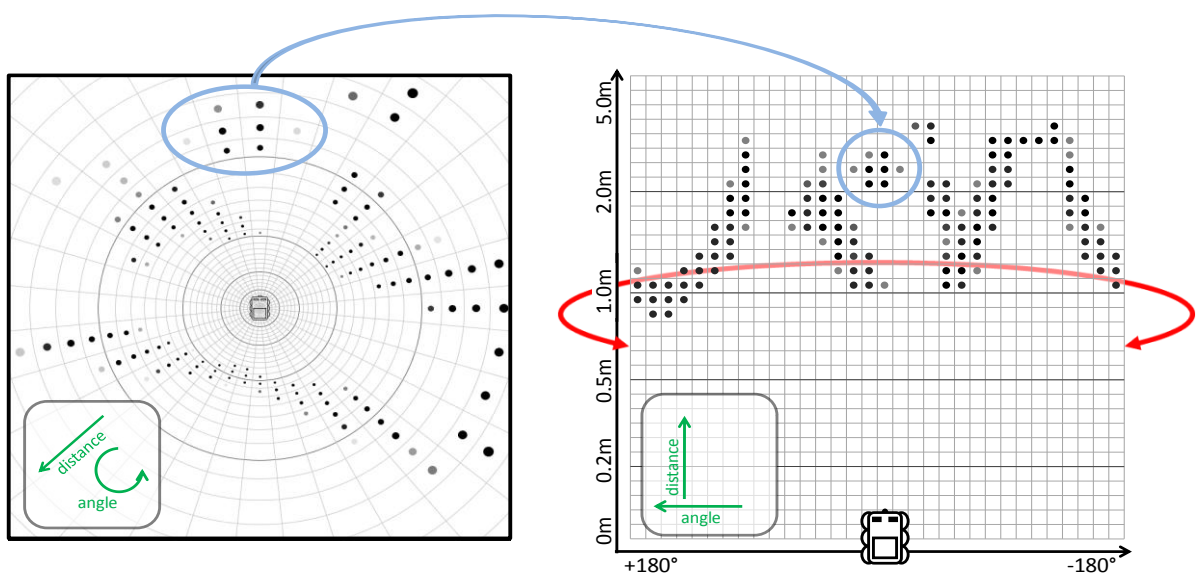 distance
angle
5.0m
2.0m
1.0m
0.5m
0.2m
0m
distance
angle
+180°
-180°